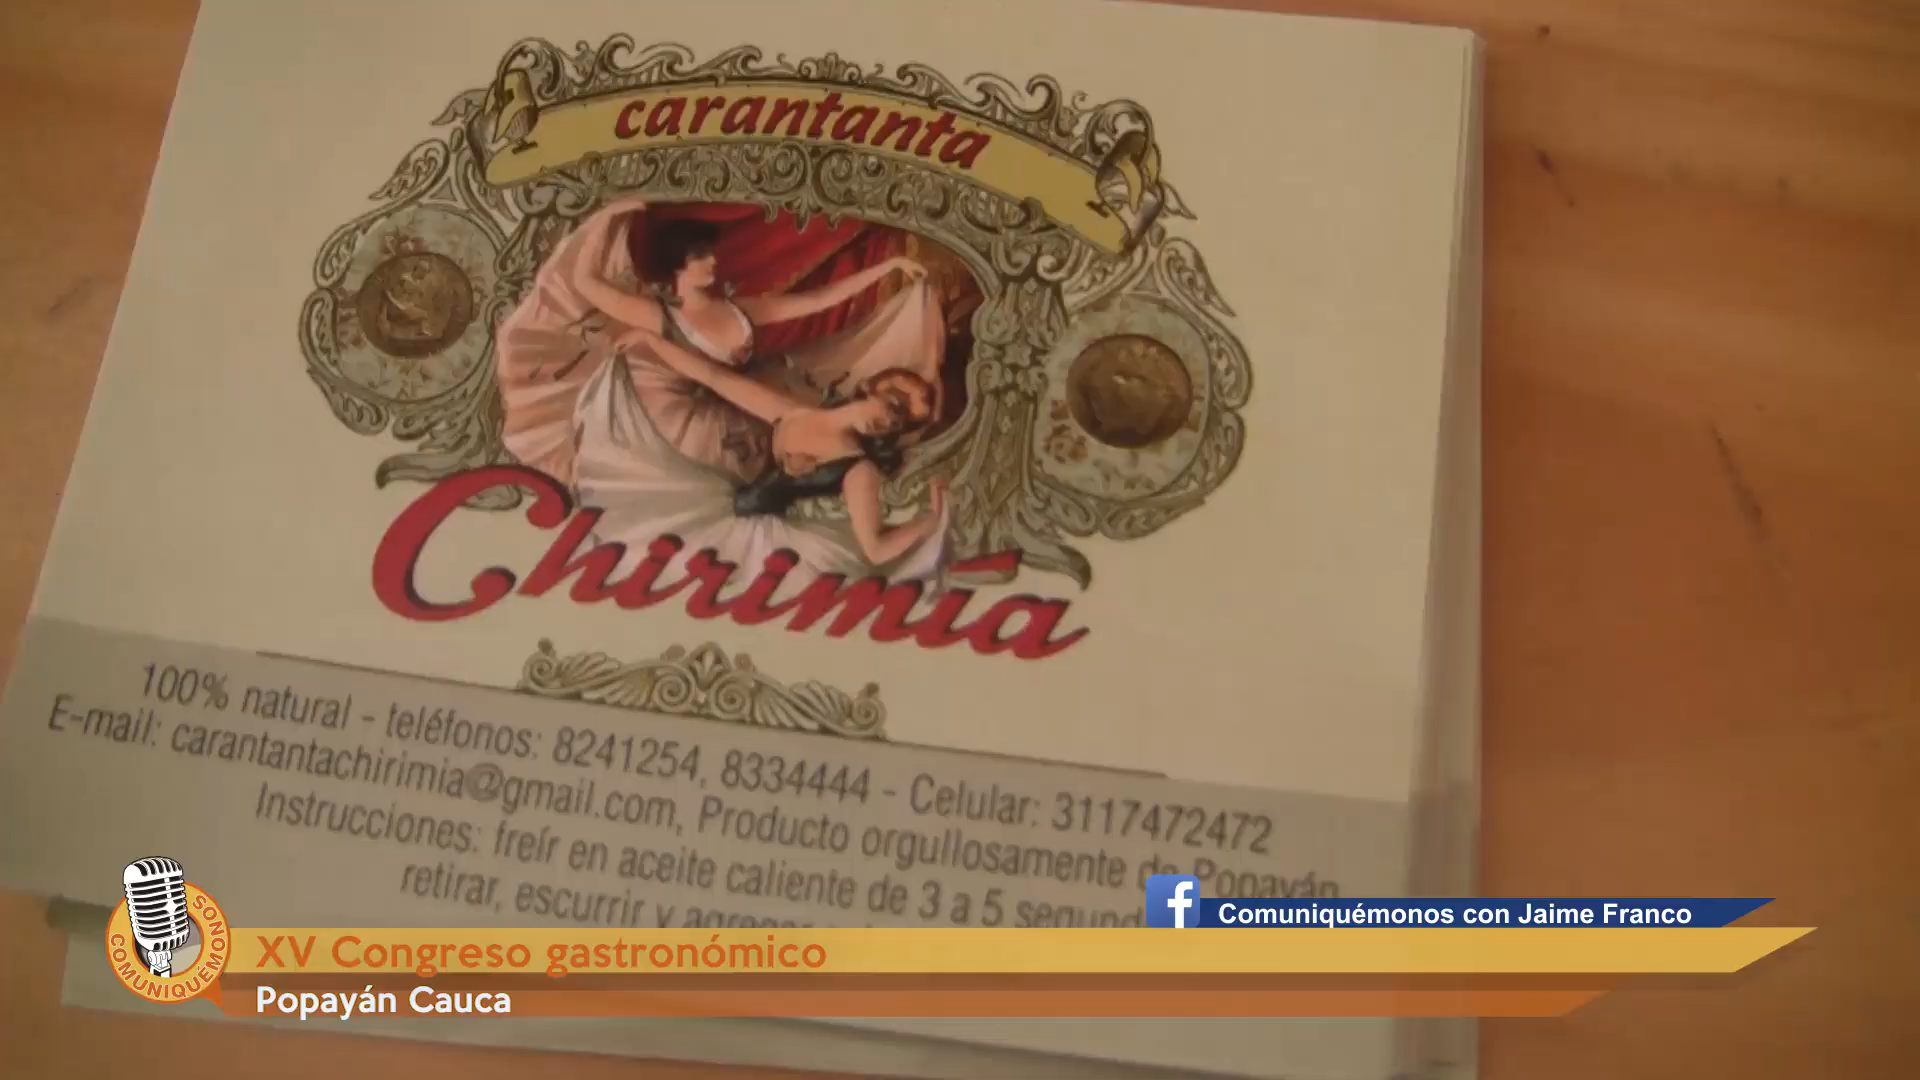 carantanta
Chirimía
100% natural - teléfonos: 8241254, 8334444 - Celular: 3117472472
E-mail: carantantachirimia@gmail.com, Producto orgullosamente de Popayán
Instrucciones: freír en aceite caliente de 3 a 5
retirar, escurrir y
Comuniquémonos con Jaime Franco
COMUNIQUÉMONOS
XV Congreso gastronómico
Popayán Cauca